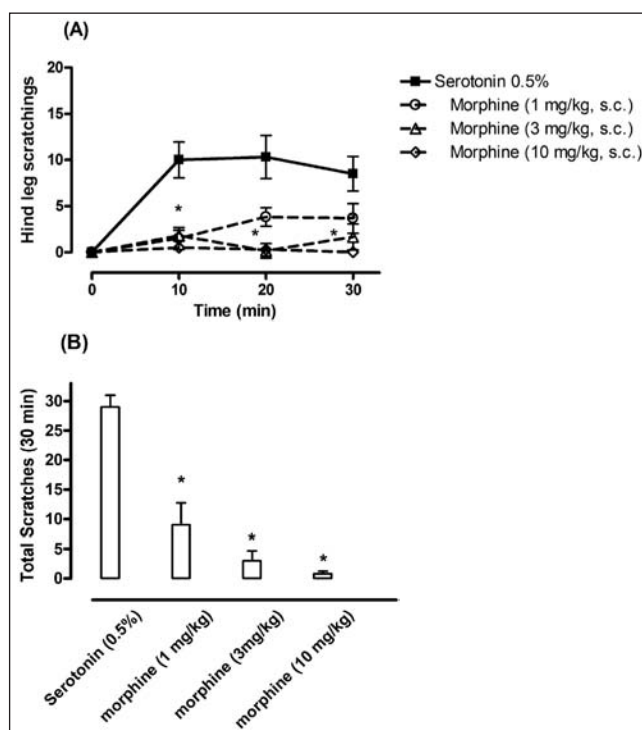 (A)
Hind leg scratchings
20
15
10
5
0
0 10 20 30
Time (min)
* * *
Serotonin 0.5%
Morphine (1 mg/kg, s.c.)
Morphine (3 mg/kg, s.c.)
Morphine (10 mg/kg, s.c.)
(B)
Total Scratches (30 min)
30
25
20
15
10
5
0
* * *
Serotonin (0.5%)
morphine (1 mg/kg)
morphine (3mg/kg)
morphine (10 mg/kg)